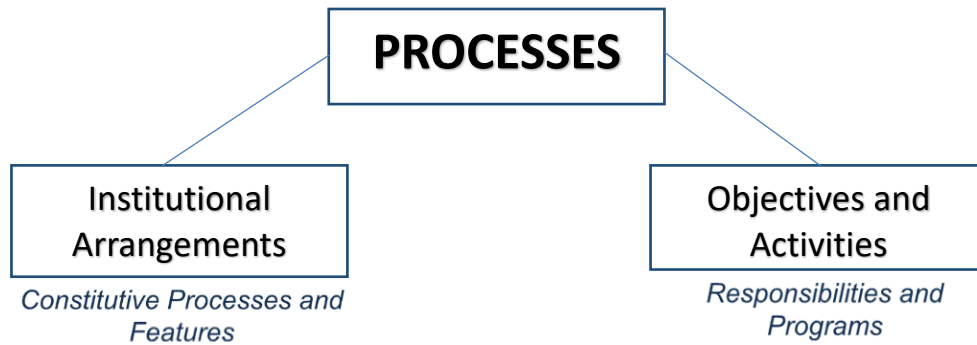 PROCESSES
Institutional
Arrangements
Constitutive Processes and
Features
Objectives and
Activities
Responsibilities and
Programs